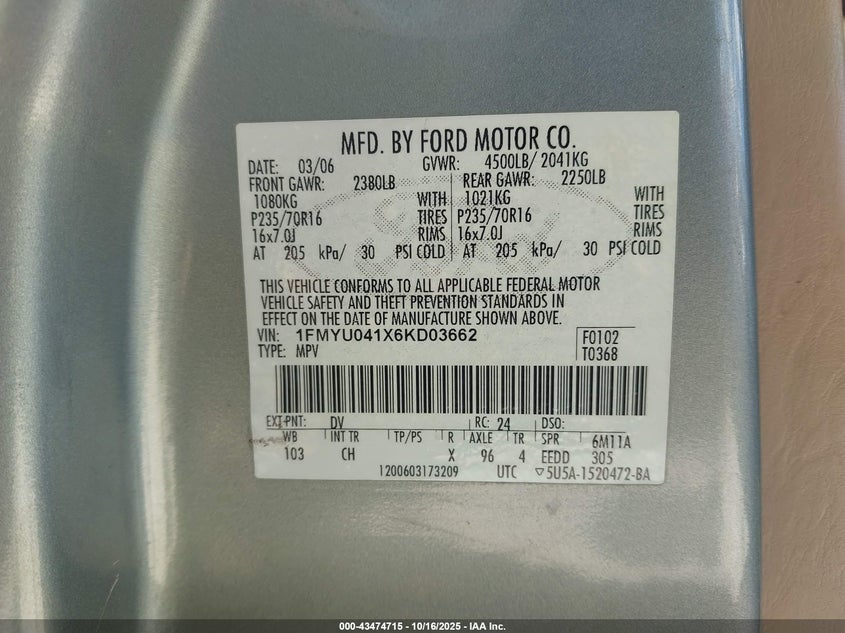 MFD. BY FORD MOTOR CO.
DATE: 03/06 GVWR: 4500LB/ 2041KG
FRONT GAWR: 2380LB REAR GAWR: 2250LB
1080KG WITH 1021KG WITH
P235/70R16 TIRES P235/70R16 TIRES
16x7.0J RIMS 16x7.0J RIMS
AT 205 kPa/ 30 PSI COLD AT 205 kPa/ 30 PSI COLD
THIS VEHICLE CONFORMS TO ALL APPLICABLE FEDERAL MOTOR
VEHICLE SAFETY AND THEFT PREVENTION STANDARDS IN
EFFECT ON THE DATE OF MANUFACTURE SHOWN ABOVE.
VIN: 1FMYU041X6KD03662 F0102
TYPE: MPV T0368
EXT PNT: DV RC: 24 DSO:
WB INT TR TP/PS R AXLE TR SPR 6M11A
103 CH X 96 4 EEDD 305
1200603173209 UTC ▽5U5A-1520472-BA
000-43474715 - 10/16/2025 - IAA Inc.